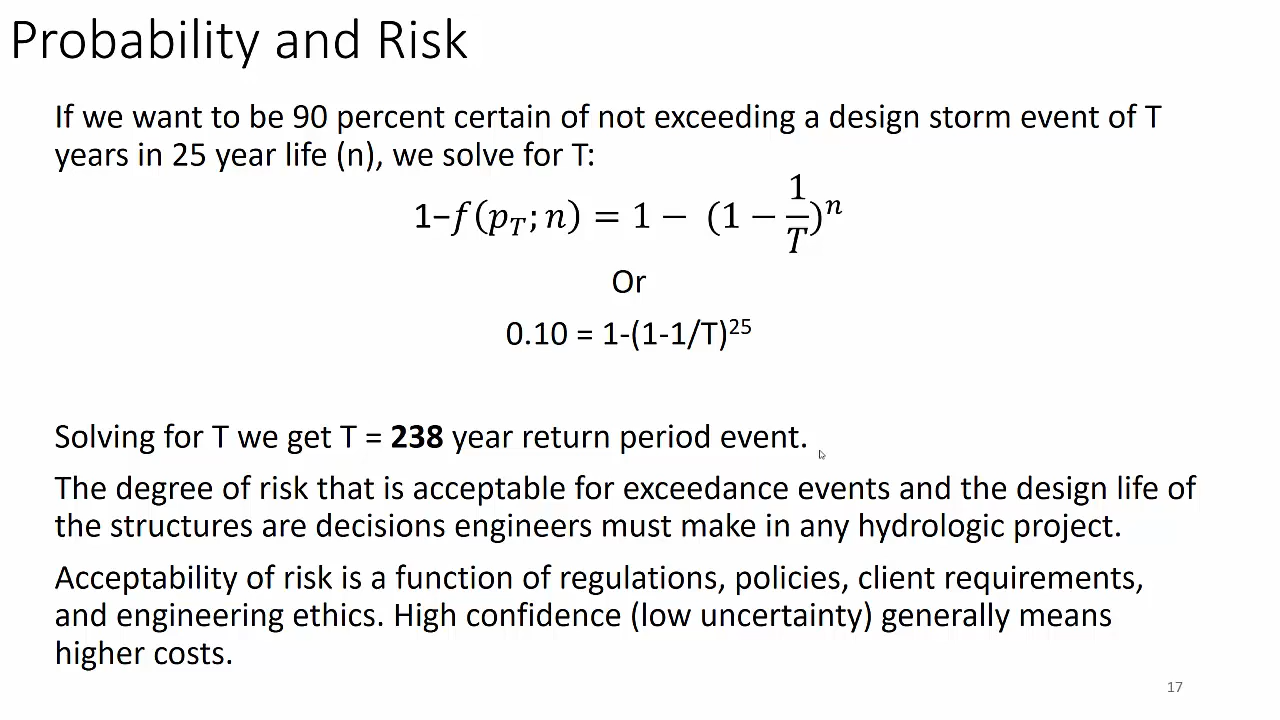 Probability and Risk
If we want to be 90 percent certain of not exceeding a design storm event of T
years in 25 year life (n), we solve for T:
1−f(p_T; n) = 1 − (1 − 1/T)^n
Or
0.10 = 1-(1-1/T)^25
Solving for T we get T = 238 year return period event.
The degree of risk that is acceptable for exceedance events and the design life of
the structures are decisions engineers must make in any hydrologic project.
Acceptability of risk is a function of regulations, policies, client requirements,
and engineering ethics. High confidence (low uncertainty) generally means
higher costs.
17